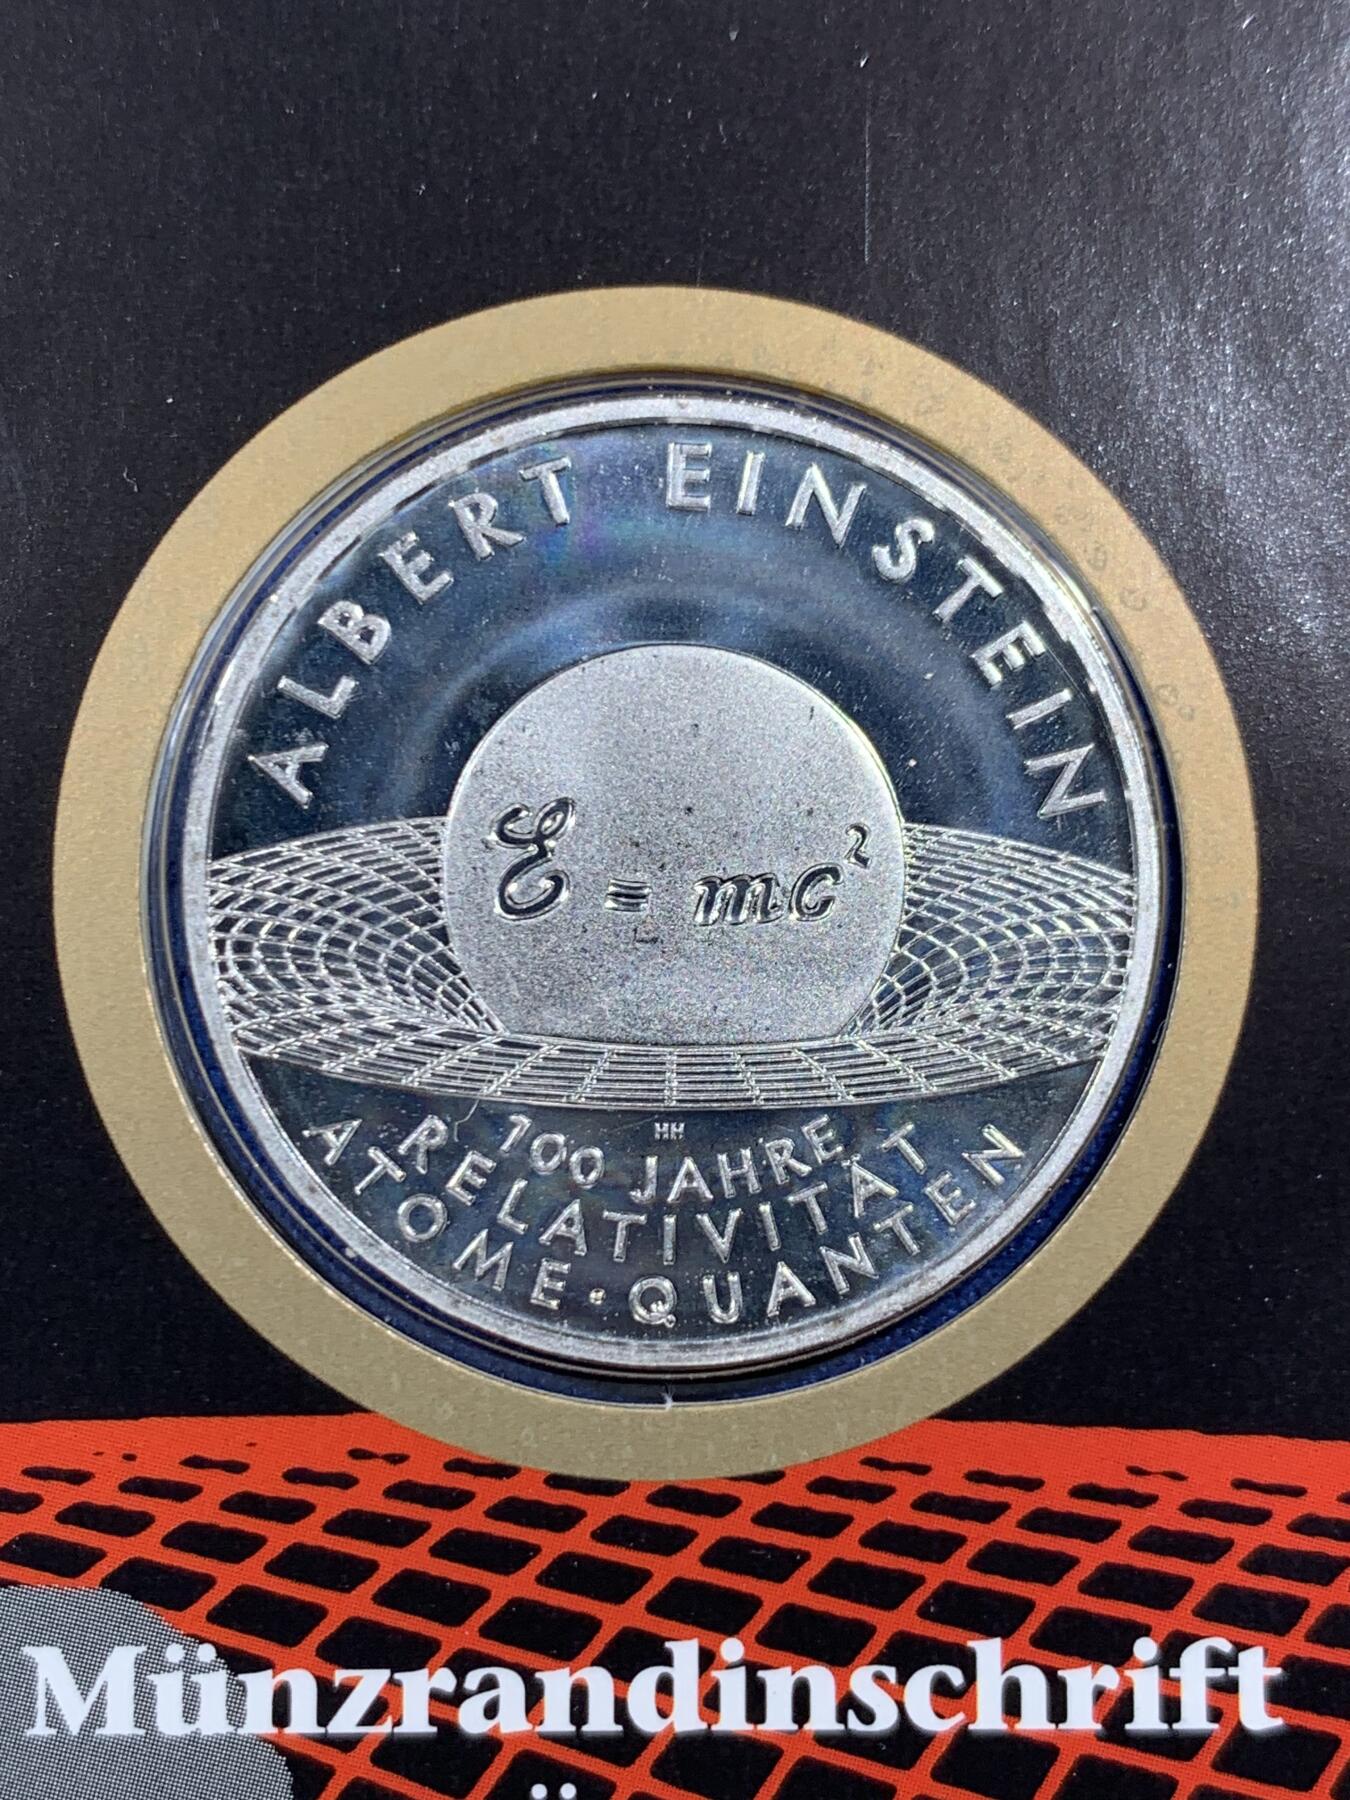 ALBERT EINSTEIN
E = mc²
HH
100 JAHRE
RELATIVITÄT
ATOME · QUANTEN
Münzrandinschrift